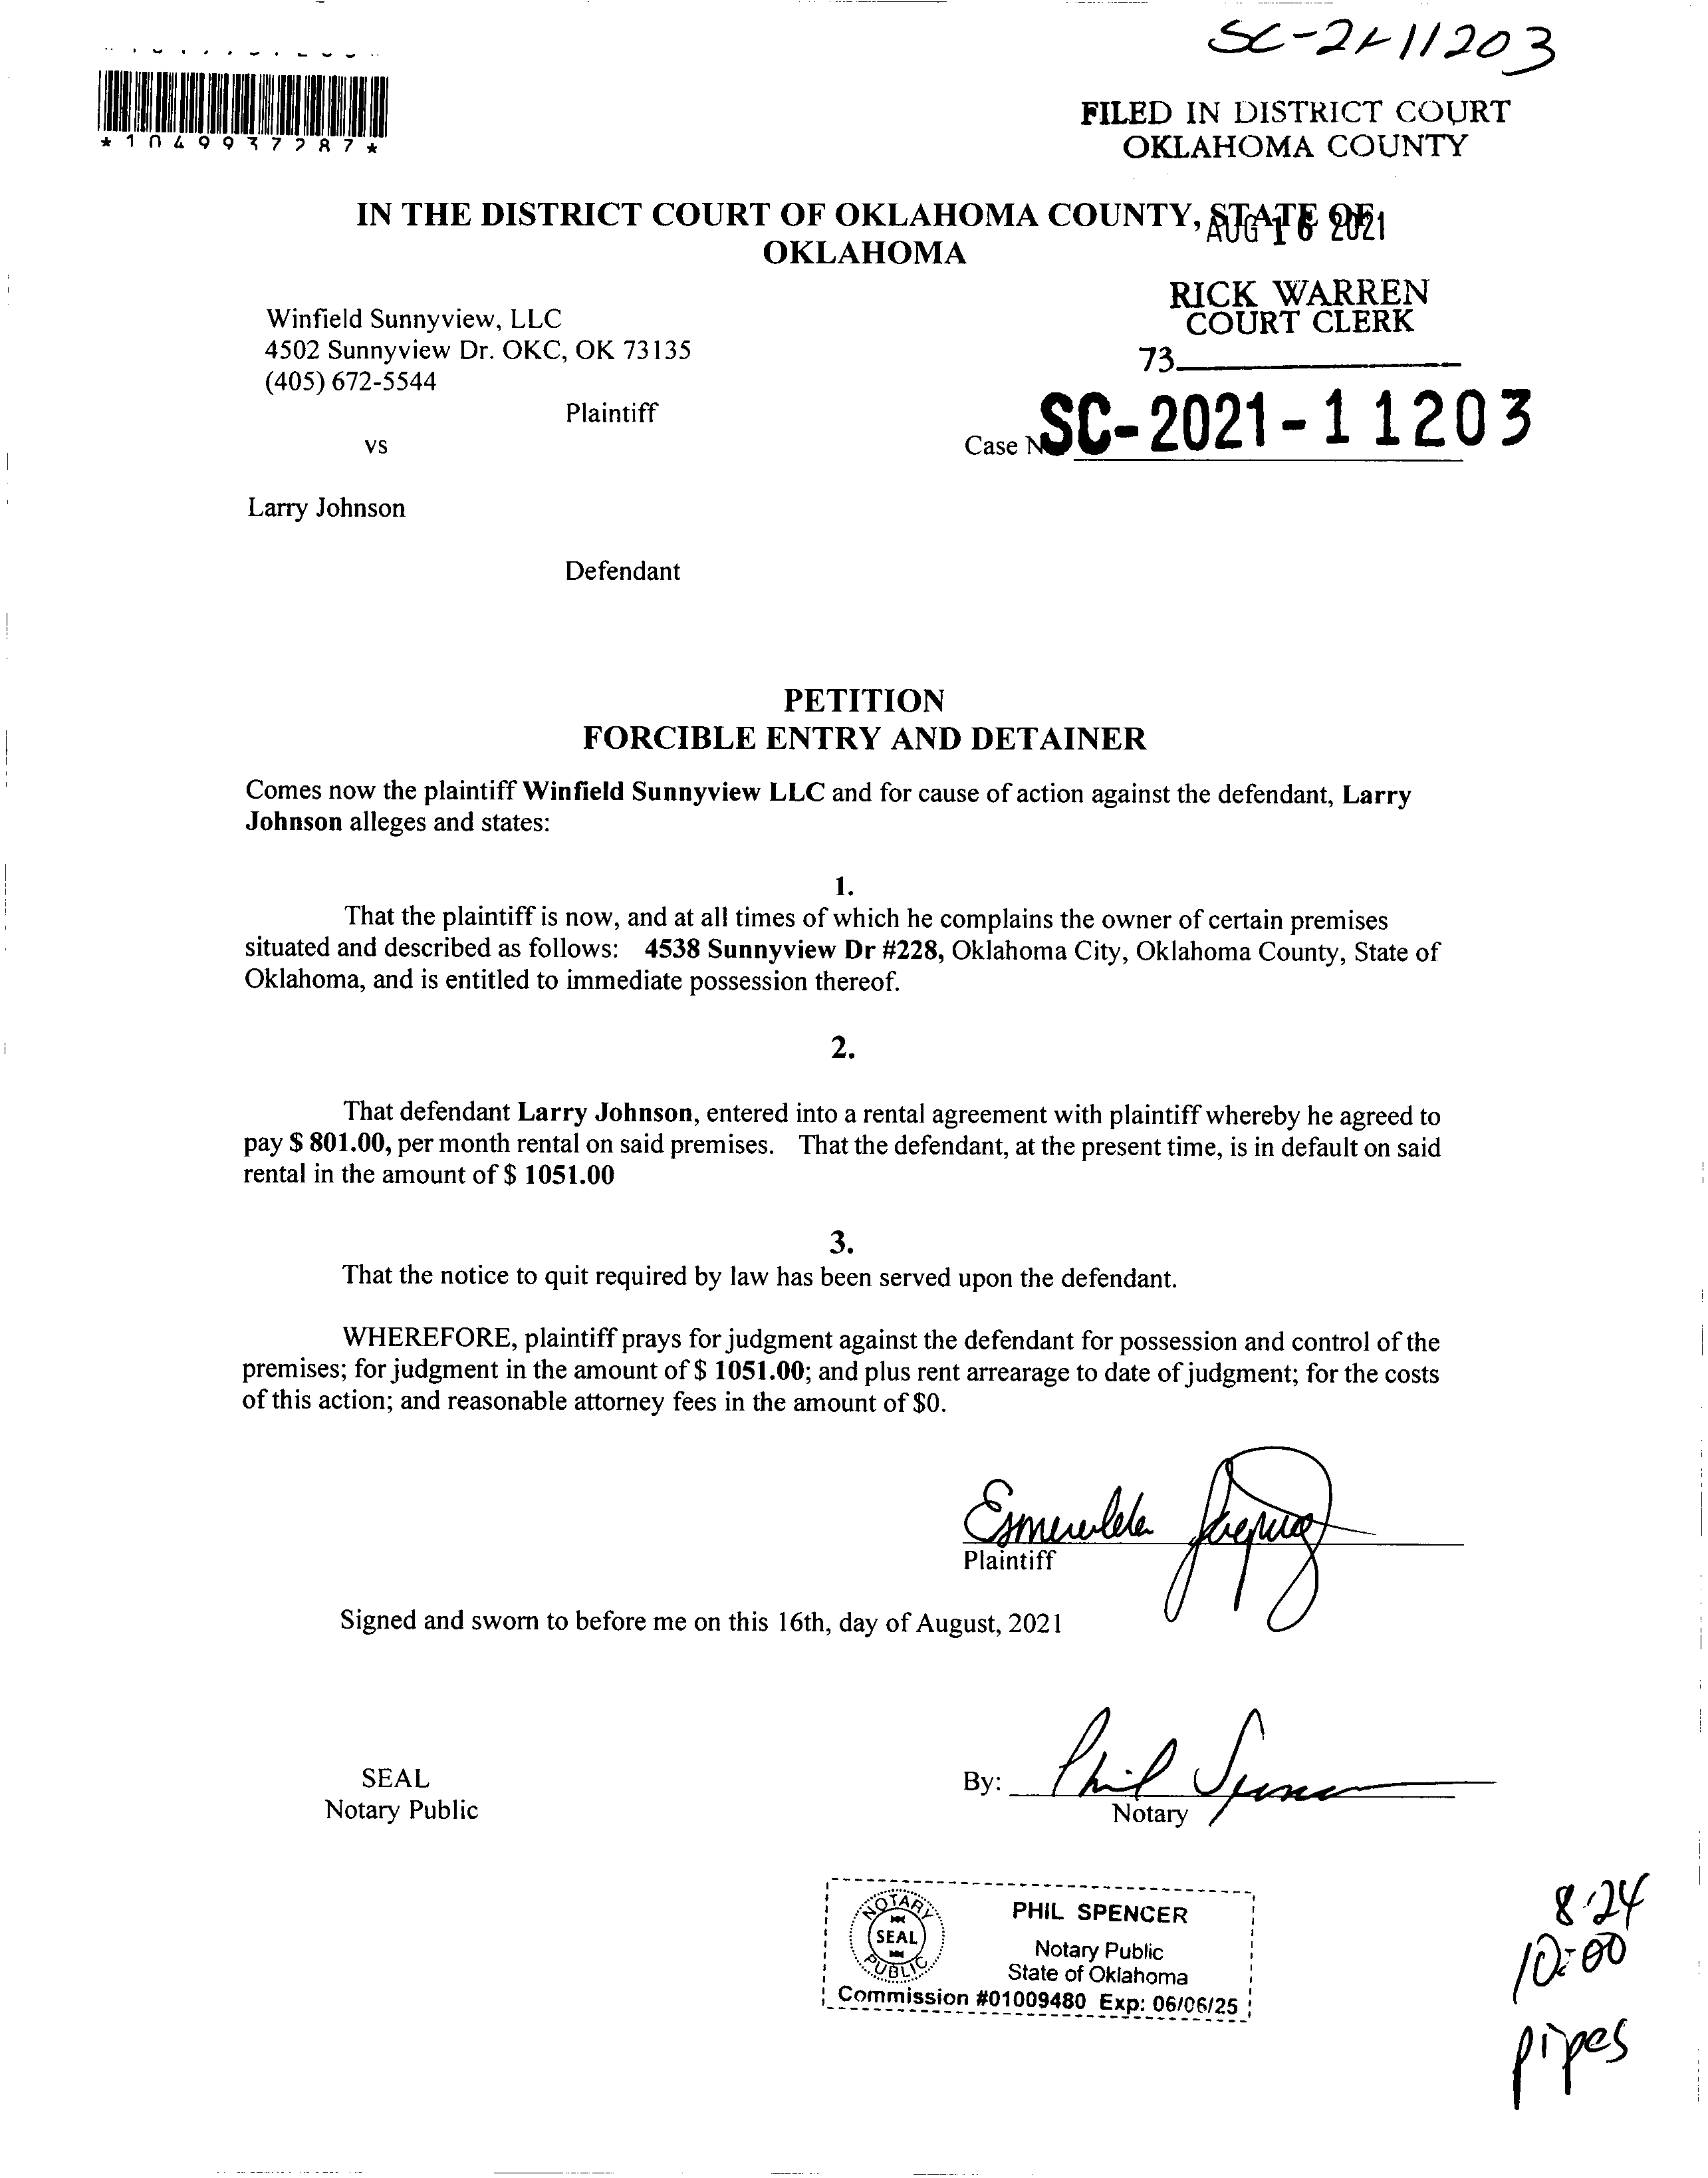 SC-21-11203
*1049937287*
FILED IN DISTRICT COURT
OKLAHOMA COUNTY
IN THE DISTRICT COURT OF OKLAHOMA COUNTY, STATE OF
AUG 16 2021
OKLAHOMA
RICK WARREN
COURT CLERK
73
Winfield Sunnyview, LLC
4502 Sunnyview Dr. OKC, OK 73135
(405) 672-5544
Plaintiff
vs
Case N SC-2021-11203
Larry Johnson
Defendant
PETITION
FORCIBLE ENTRY AND DETAINER
Comes now the plaintiff Winfield Sunnyview LLC and for cause of action against the defendant, Larry
Johnson alleges and states:
1.
That the plaintiff is now, and at all times of which he complains the owner of certain premises
situated and described as follows: 4538 Sunnyview Dr #228, Oklahoma City, Oklahoma County, State of
Oklahoma, and is entitled to immediate possession thereof.
2.
That defendant Larry Johnson, entered into a rental agreement with plaintiff whereby he agreed to
pay $ 801.00, per month rental on said premises. That the defendant, at the present time, is in default on said
rental in the amount of $ 1051.00
3.
That the notice to quit required by law has been served upon the defendant.
WHEREFORE, plaintiff prays for judgment against the defendant for possession and control of the
premises; for judgment in the amount of $ 1051.00; and plus rent arrearage to date of judgment; for the costs
of this action; and reasonable attorney fees in the amount of $0.
Plaintiff
Signed and sworn to before me on this 16th, day of August, 2021
SEAL
Notary Public
By: Phil Spencer
Notary
NOTARY
SEAL
PUBLIC
PHIL SPENCER
Notary Public
State of Oklahoma
Commission #01009480 Exp: 06/06/25
8-24
10:00
pipes